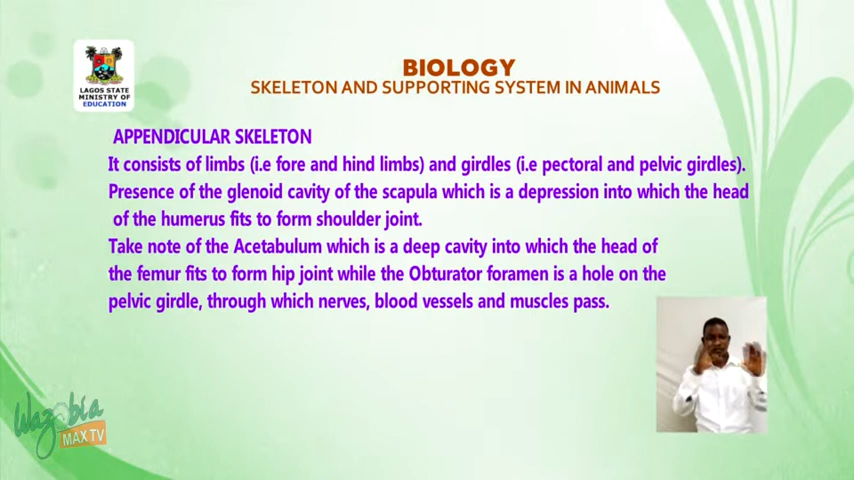 LAGOS STATE
MINISTRY OF
EDUCATION
BIOLOGY
SKELETON AND SUPPORTING SYSTEM IN ANIMALS
APPENDICULAR SKELETON
It consists of limbs (i.e fore and hind limbs) and girdles (i.e pectoral and pelvic girdles).
Presence of the glenoid cavity of the scapula which is a depression into which the head
of the humerus fits to form shoulder joint.
Take note of the Acetabulum which is a deep cavity into which the head of
the femur fits to form hip joint while the Obturator foramen is a hole on the
pelvic girdle, through which nerves, blood vessels and muscles pass.
Wazobia
MAX TV